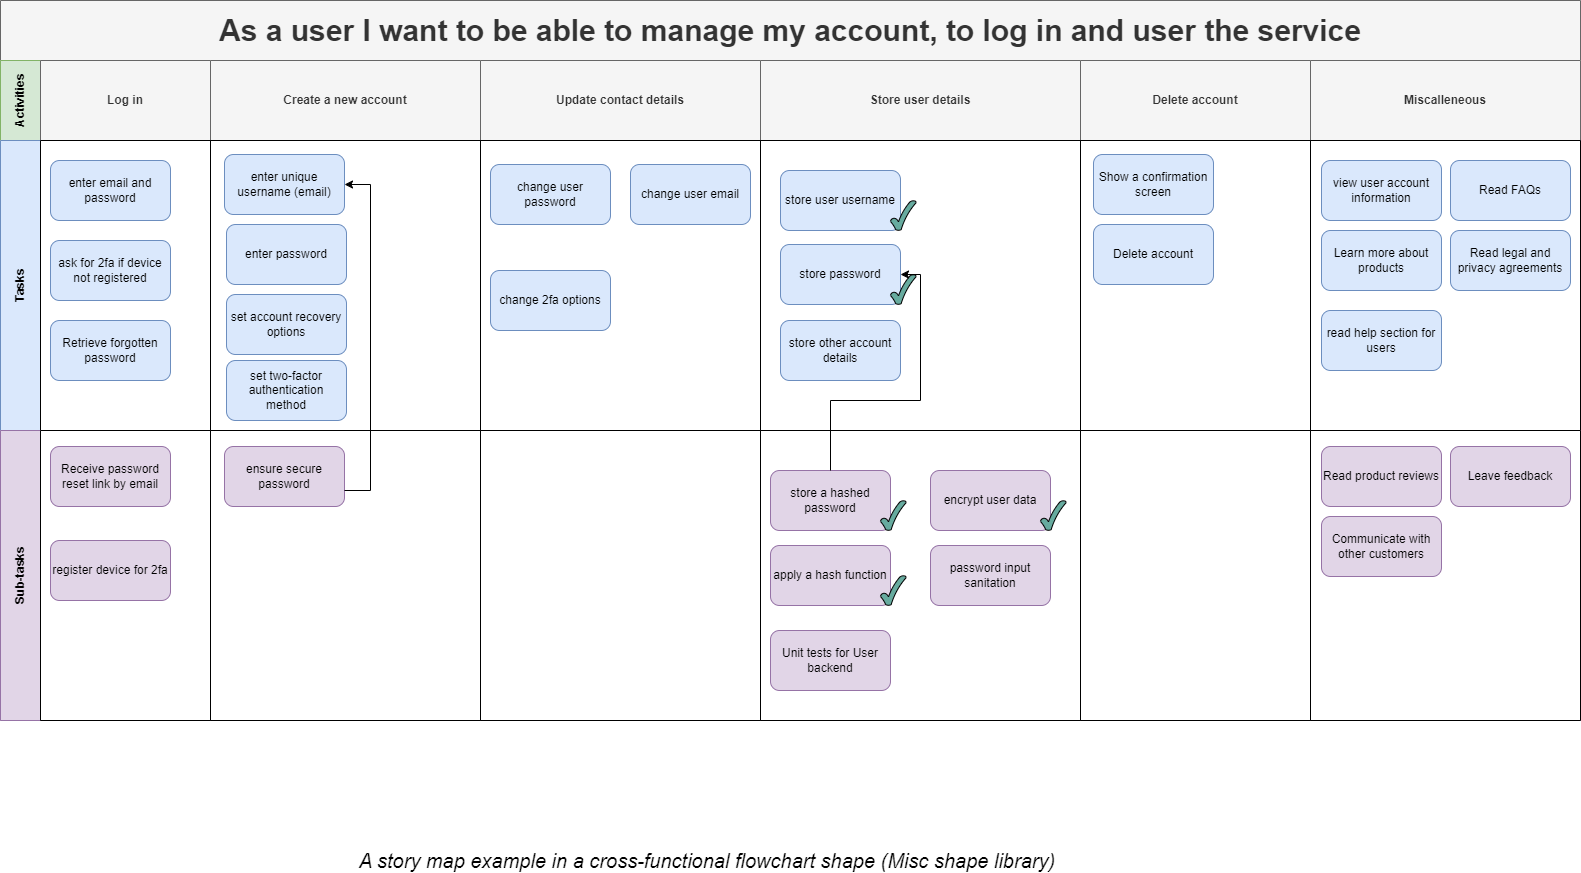 As a user I want to be able to manage my account, to log in and user the service
Activities
Log in
Create a new account
Update contact details
Store user details
Delete account
Miscalleneous
Tasks
enter email and
password
ask for 2fa if device
not registered
Retrieve forgotten
password
enter unique
username (email)
enter password
set account recovery
options
set two-factor
authentication
method
change user
password
change user email
change 2fa options
store user username
store password
store other account
details
Show a confirmation
screen
Delete account
view user account
information
Read FAQs
Learn more about
products
Read legal and
privacy agreements
read help section for
users
Sub-tasks
Receive password
reset link by email
register device for 2fa
ensure secure
password
store a hashed
password
encrypt user data
apply a hash function
password input
sanitation
Unit tests for User
backend
Read product reviews
Leave feedback
Communicate with
other customers
A story map example in a cross-functional flowchart shape (Misc shape library)